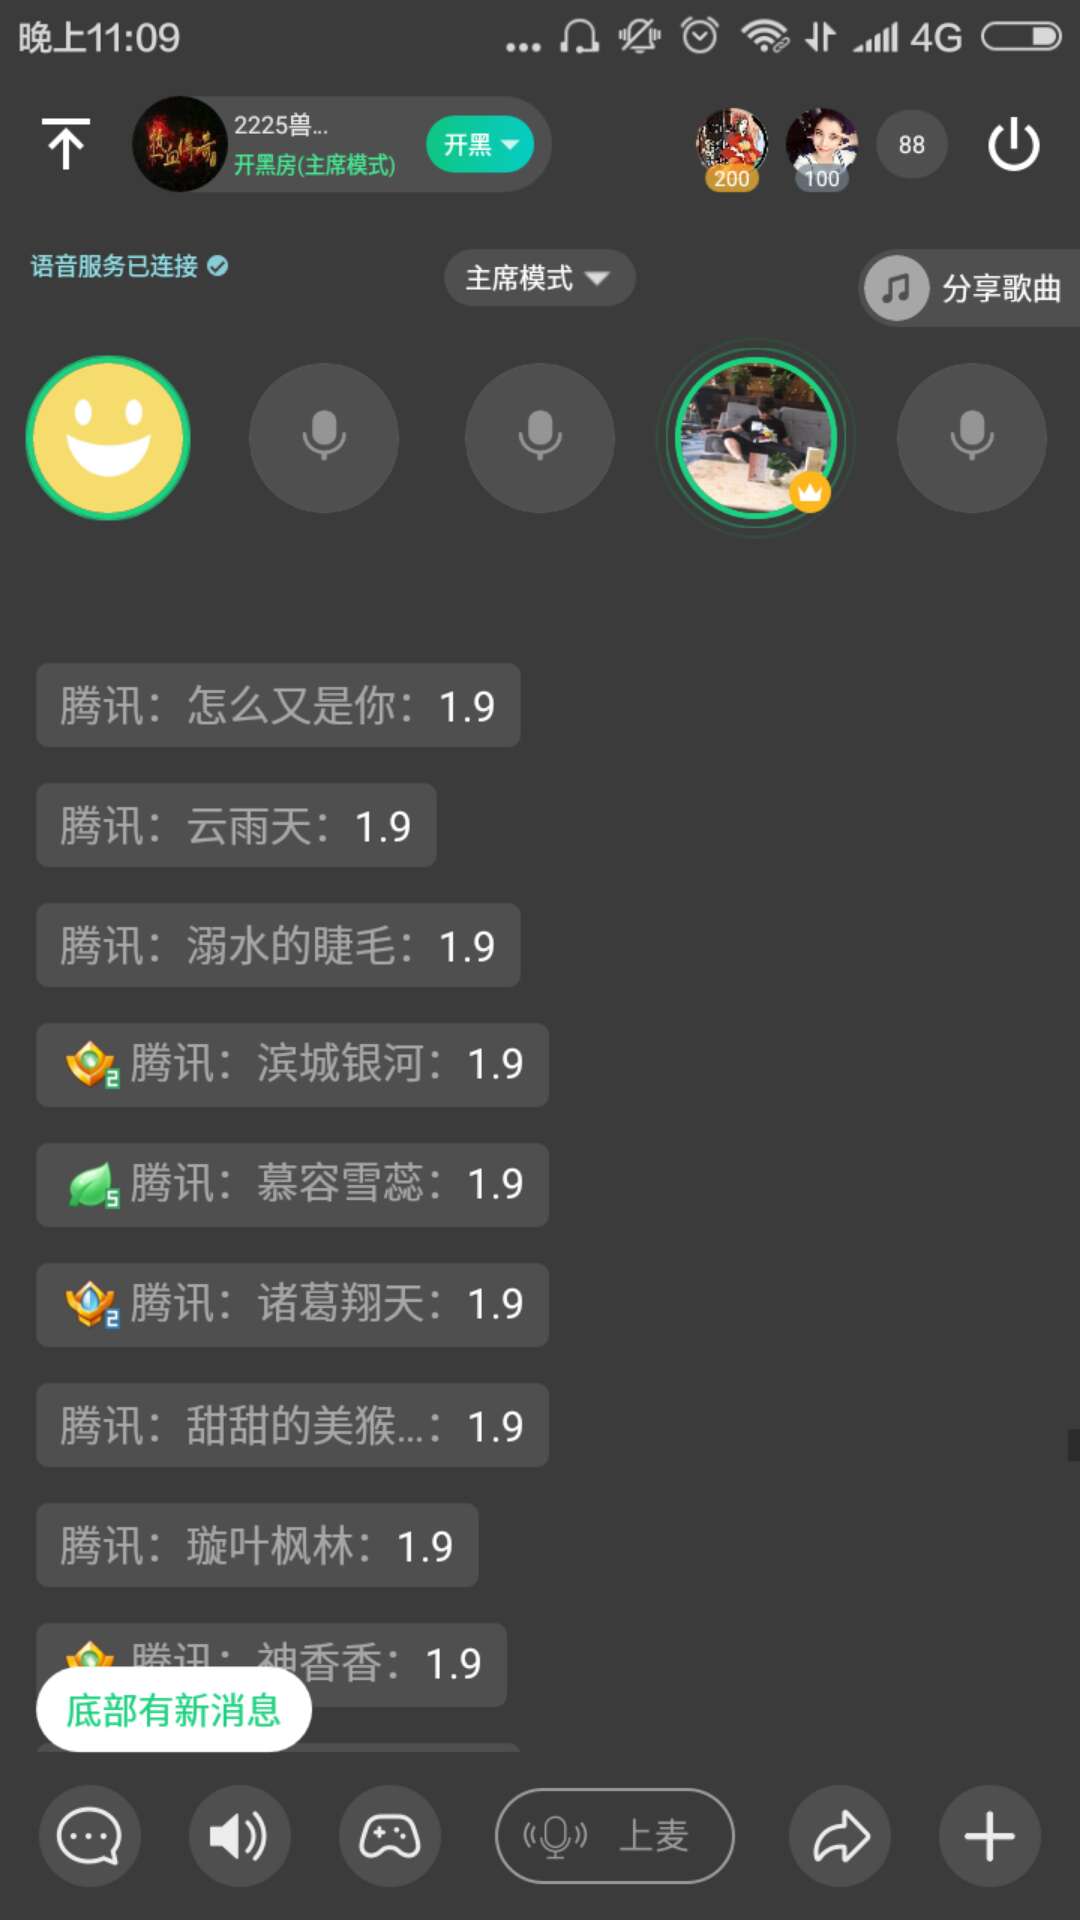 晚上11:09
4G
2225兽...
开黑房(主席模式)
开黑
200
100
88
语音服务已连接
主席模式
分享歌曲
腾讯：怎么又是你：1.9
腾讯：云雨天：1.9
腾讯：溺水的睫毛：1.9
2 腾讯：滨城银河：1.9
5 腾讯：慕容雪蕊：1.9
2 腾讯：诸葛翔天：1.9
腾讯：甜甜的美猴...：1.9
腾讯：璇叶枫林：1.9
腾讯：神香香：1.9
底部有新消息
上麦